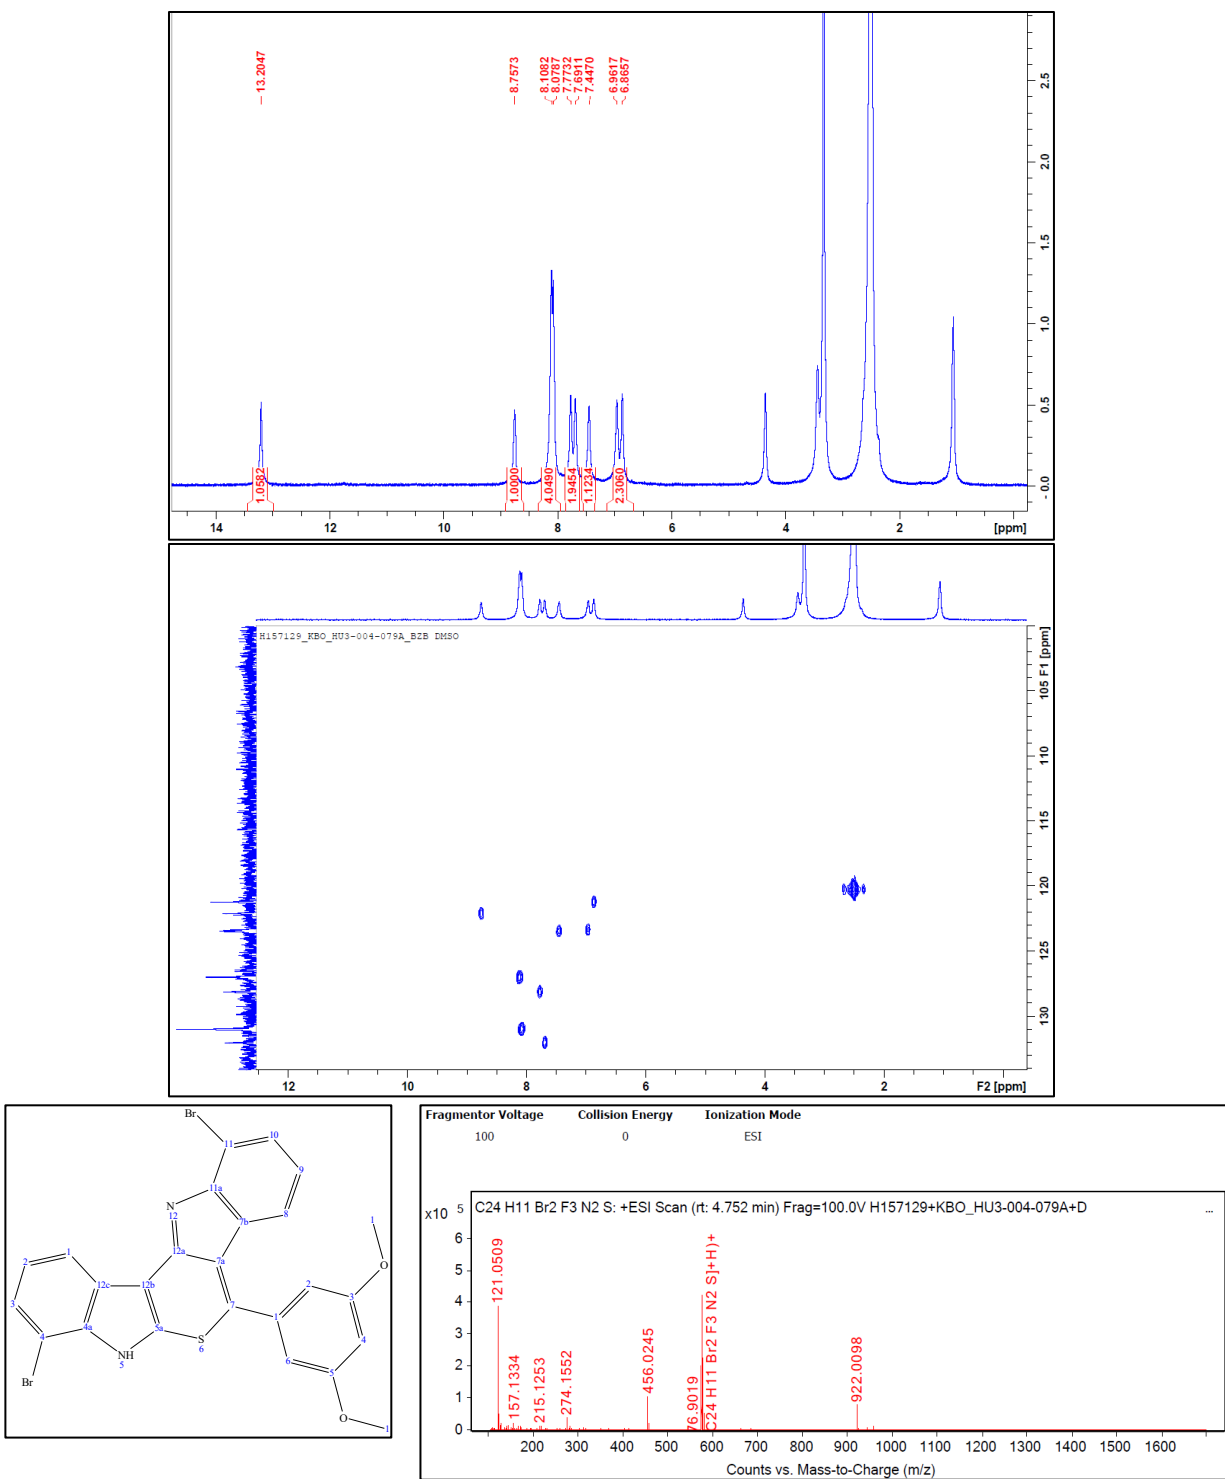 13.2047
8.7573
8.1082
8.0787
7.7732
7.6911
7.4470
6.9617
6.8657
2.5
2.0
1.5
1.0
0.5
- 0.0
1.0582
1.0000
4.0490
1.9454
1.1234
2.3060
14 12 10 8 6 4 2 [ppm]
H157129_KBO_HU3-004-079A_BZB DMSO
F1 [ppm]
105
110
115
120
125
130
12 10 8 6 4 2 F2 [ppm]
Br
11
10
9
11a
N
12
8
7b
1
12a
7a
1
O
2
12c
12b
2
3
3
7
1
4
4a
5a
S
6
4
NH
5
6
5
Br
O
1
Fragmentor Voltage Collision Energy Ionization Mode
100 0 ESI
x10 5
C24 H11 Br2 F3 N2 S: +ESI Scan (rt: 4.752 min) Frag=100.0V H157129+KBO_HU3-004-079A+D ...
6
5
4
3
2
1
0
121.0509
157.1334
215.1253
274.1552
456.0245
76.9019
C24 H11 Br2 F3 N2 S]+H)+
922.0098
200 300 400 500 600 700 800 900 1000 1100 1200 1300 1400 1500 1600
Counts vs. Mass-to-Charge (m/z)